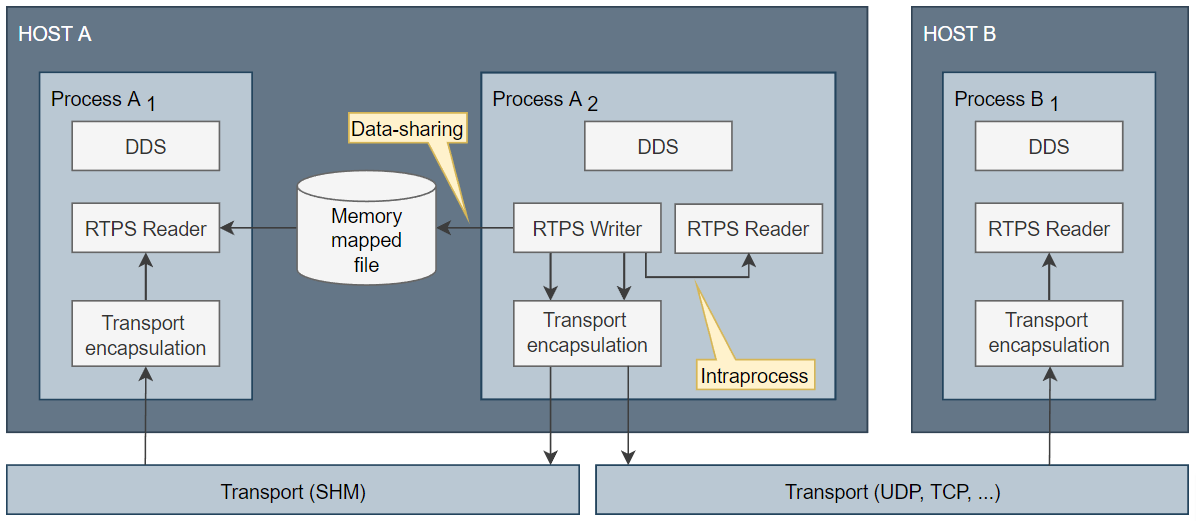 HOST A
Process A 1
DDS
RTPS Reader
Transport
encapsulation
Data-sharing
Memory
mapped
file
Process A 2
DDS
RTPS Writer
RTPS Reader
Transport
encapsulation
Intraprocess
HOST B
Process B 1
DDS
RTPS Reader
Transport
encapsulation
Transport (SHM)
Transport (UDP, TCP, ...)